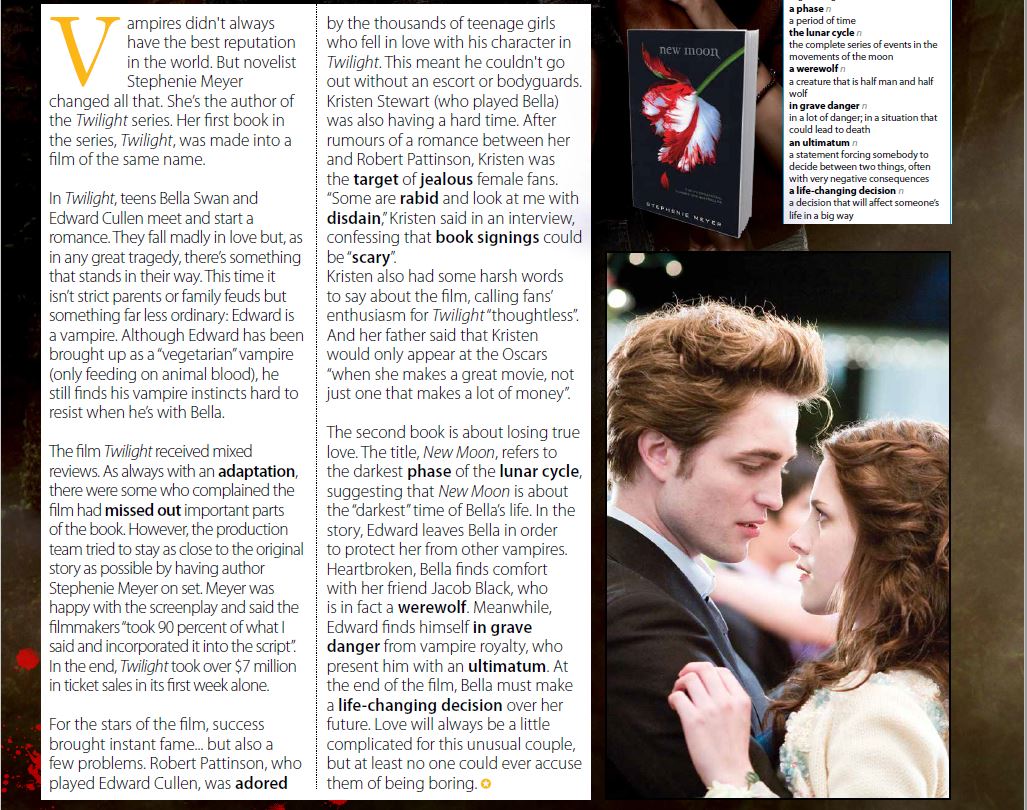 Vampires didn't always
have the best reputation
in the world. But novelist
Stephenie Meyer
changed all that. She's the author of
the Twilight series. Her first book in
the series, Twilight, was made into a
film of the same name.
In Twilight, teens Bella Swan and
Edward Cullen meet and start a
romance. They fall madly in love but, as
in any great tragedy, there's something
that stands in their way. This time it
isn't strict parents or family feuds but
something far less ordinary: Edward is
a vampire. Although Edward has been
brought up as a “vegetarian” vampire
(only feeding on animal blood), he
still finds his vampire instincts hard to
resist when he's with Bella.
The film Twilight received mixed
reviews. As always with an adaptation,
there were some who complained the
film had missed out important parts
of the book. However, the production
team tried to stay as close to the original
story as possible by having author
Stephenie Meyer on set. Meyer was
happy with the screenplay and said the
filmmakers “took 90 percent of what I
said and incorporated it into the script”.
In the end, Twilight took over $7 million
in ticket sales in its first week alone.
For the stars of the film, success
brought instant fame... but also a
few problems. Robert Pattinson, who
played Edward Cullen, was adored
by the thousands of teenage girls
who fell in love with his character in
Twilight. This meant he couldn't go
out without an escort or bodyguards.
Kristen Stewart (who played Bella)
was also having a hard time. After
rumours of a romance between her
and Robert Pattinson, Kristen was
the target of jealous female fans.
“Some are rabid and look at me with
disdain,” Kristen said in an interview,
confessing that book signings could
be “scary”.
Kristen also had some harsh words
to say about the film, calling fans'
enthusiasm for Twilight “thoughtless”.
And her father said that Kristen
would only appear at the Oscars
“when she makes a great movie, not
just one that makes a lot of money”.
The second book is about losing true
love. The title, New Moon, refers to
the darkest phase of the lunar cycle,
suggesting that New Moon is about
the “darkest” time of Bella's life. In the
story, Edward leaves Bella in order
to protect her from other vampires.
Heartbroken, Bella finds comfort
with her friend Jacob Black, who
is in fact a werewolf. Meanwhile,
Edward finds himself in grave
danger from vampire royalty, who
present him with an ultimatum. At
the end of the film, Bella must make
a life-changing decision over her
future. Love will always be a little
complicated for this unusual couple,
but at least no one could ever accuse
them of being boring.
new moon
STEPHENIE MEYER
a phase n
a period of time
the lunar cycle n
the complete series of events in the
movements of the moon
a werewolf n
a creature that is half man and half
wolf
in grave danger n
in a lot of danger; in a situation that
could lead to death
an ultimatum n
a statement forcing somebody to
decide between two things, often
with very negative consequences
a life-changing decision n
a decision that will affect someone's
life in a big way